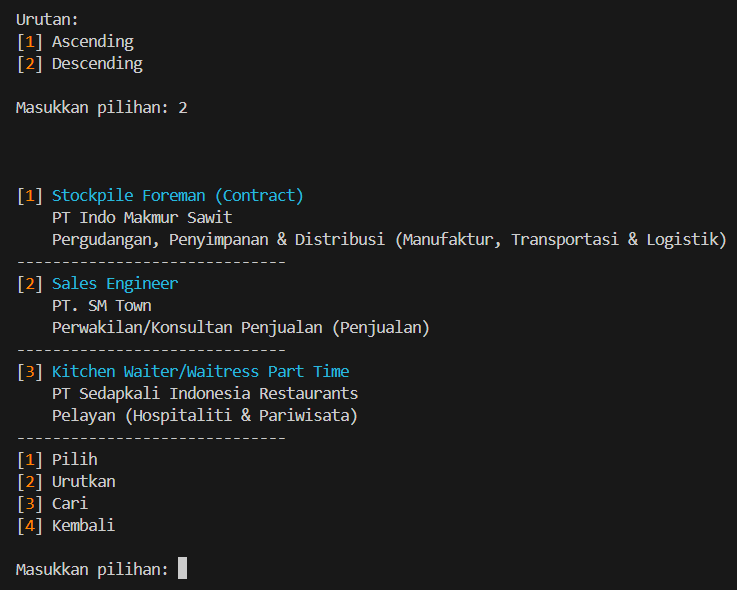 Urutan:
[1] Ascending
[2] Descending
Masukkan pilihan: 2
[1] Stockpile Foreman (Contract)
PT Indo Makmur Sawit
Pergudangan, Penyimpanan & Distribusi (Manufaktur, Transportasi & Logistik)
------------------------------
[2] Sales Engineer
PT. SM Town
Perwakilan/Konsultan Penjualan (Penjualan)
------------------------------
[3] Kitchen Waiter/Waitress Part Time
PT Sedapkali Indonesia Restaurants
Pelayan (Hospitaliti & Pariwisata)
------------------------------
[1] Pilih
[2] Urutkan
[3] Cari
[4] Kembali
Masukkan pilihan: